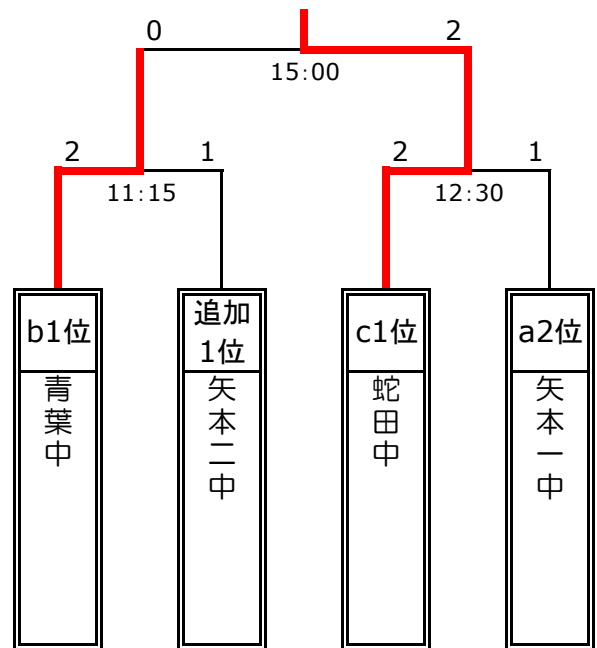 0
2
15:00
2
1
2
1
11:15
12:30
b1位
追加
1位
c1位
a2位
青葉中
矢本二中
蛇田中
矢本一中